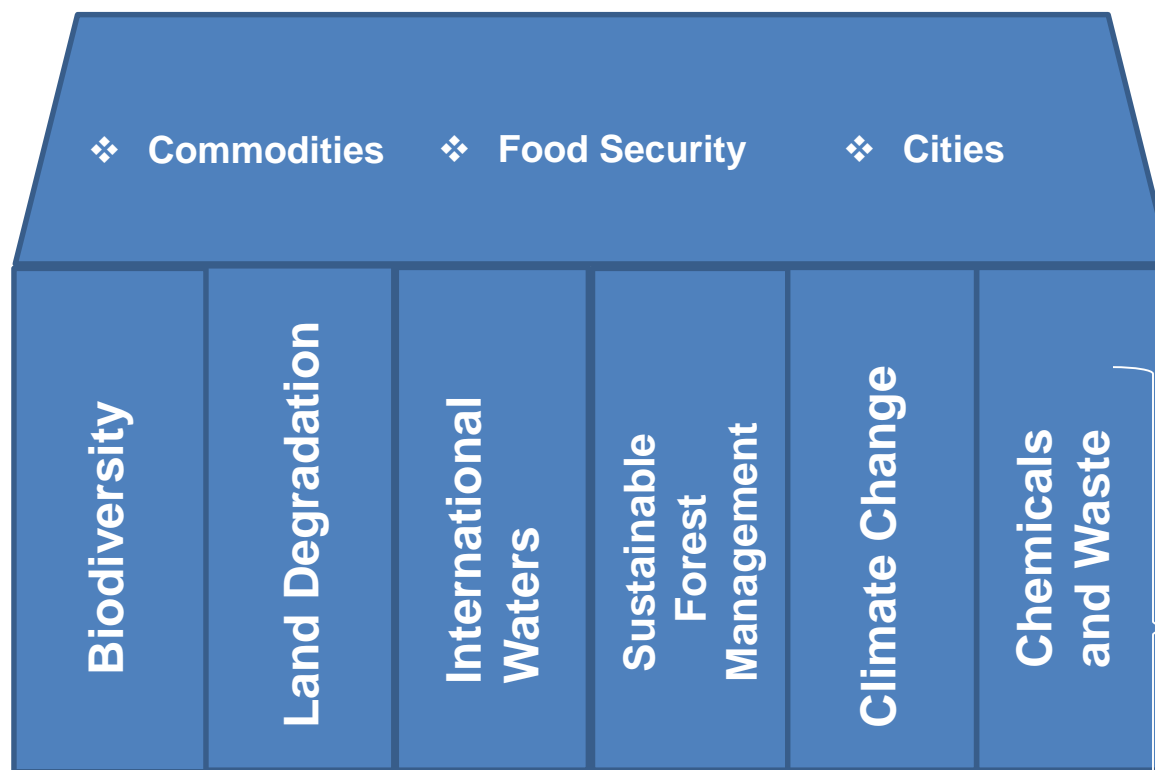 ❖ Commodities ❖ Food Security ❖ Cities
Biodiversity
Land Degradation
International
Waters
Sustainable
Forest
Management
Climate Change
Chemicals
and Waste